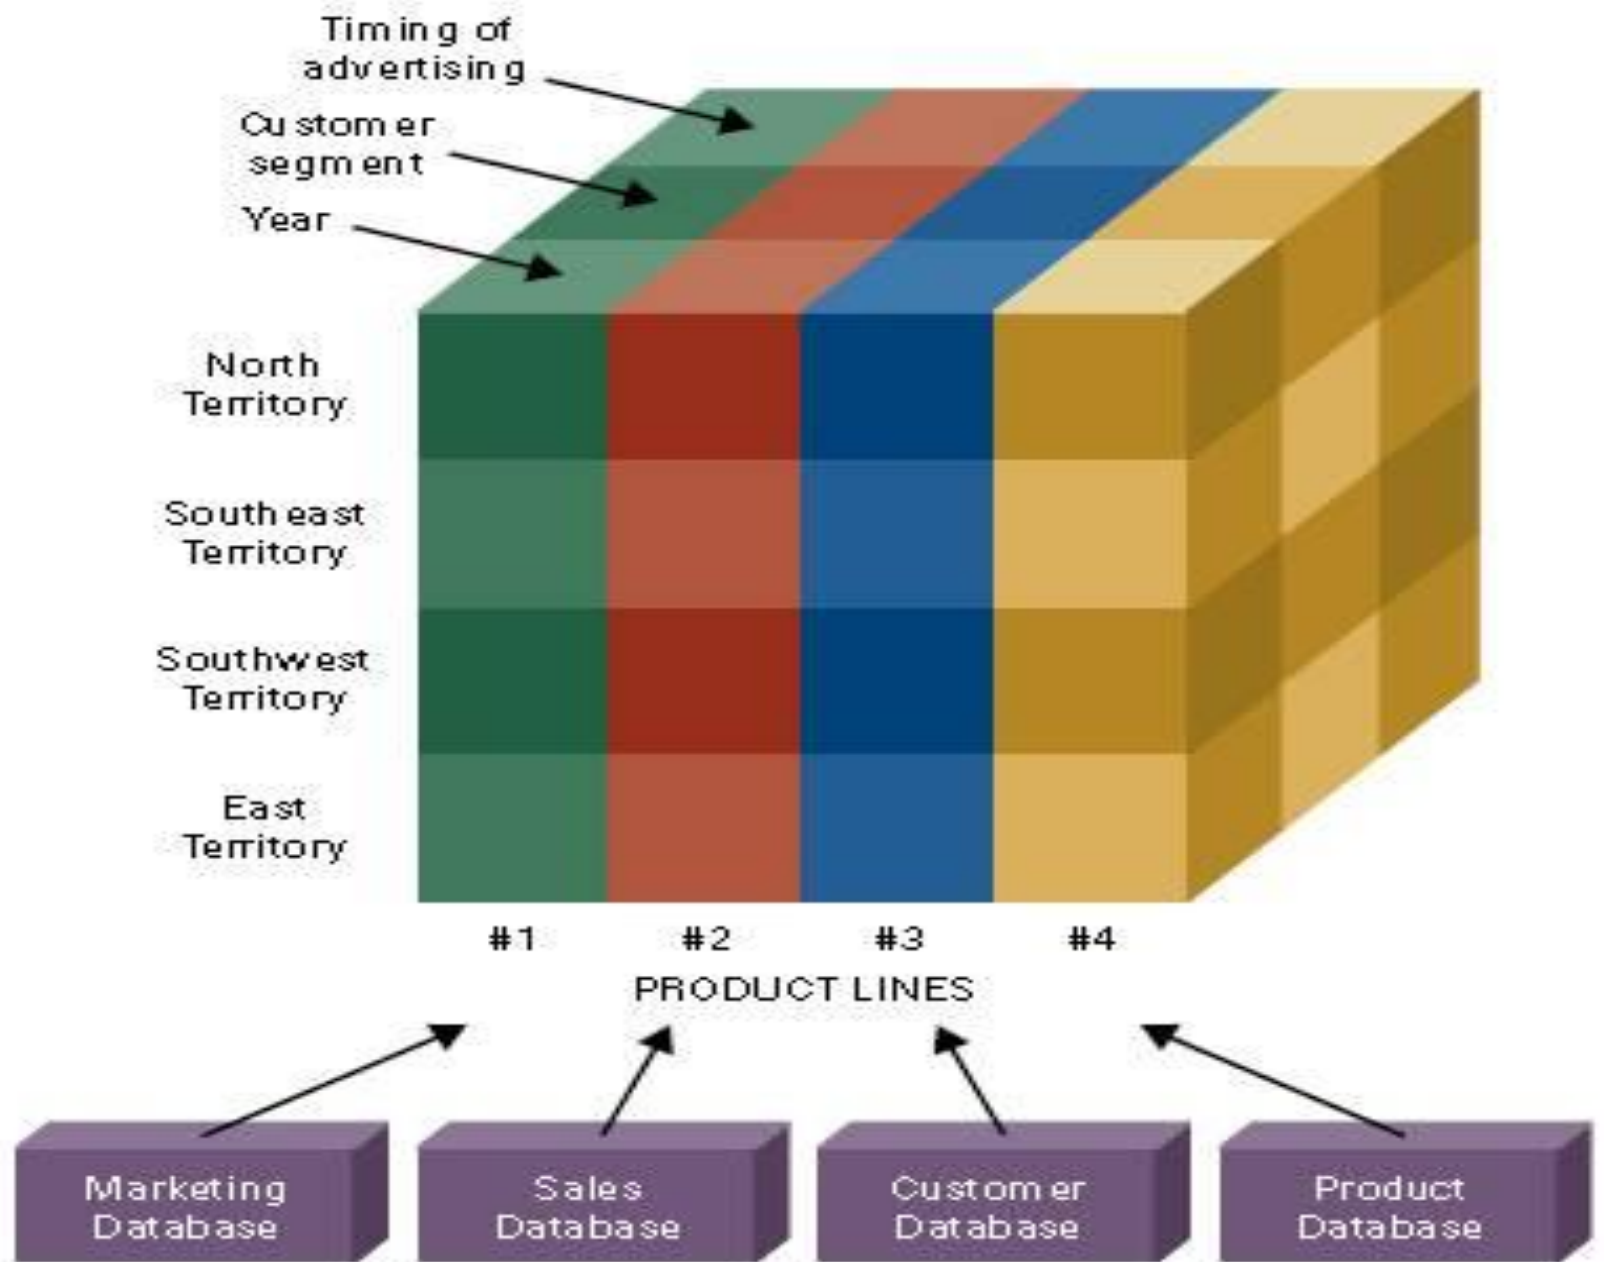 Timing of
advertising
Customer
segment
Year
North
Territory
Southeast
Territory
Southwest
Territory
East
Territory
#1 #2 #3 #4
PRODUCT LINES
Marketing
Database
Sales
Database
Customer
Database
Product
Database